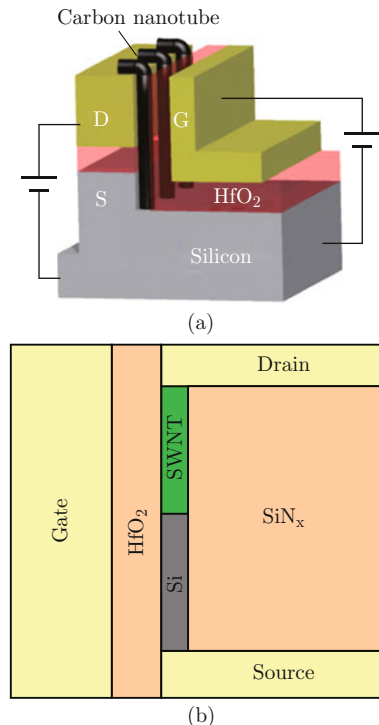 Carbon nanotube
D
G
S
HfO₂
Silicon
(a)
Drain
Gate
HfO₂
SWNT
SiNₓ
Si
Source
(b)